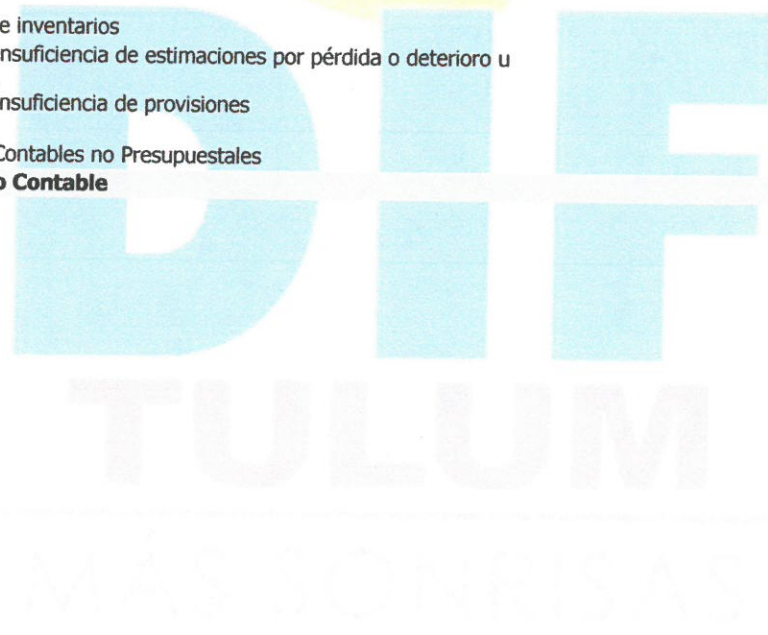 e inventarios
nsuficiencia de estimaciones por pérdida o deterioro u
nsuficiencia de provisiones
Contables no Presupuestales
o Contable
DIF
TULUM
MÁS SONRISAS